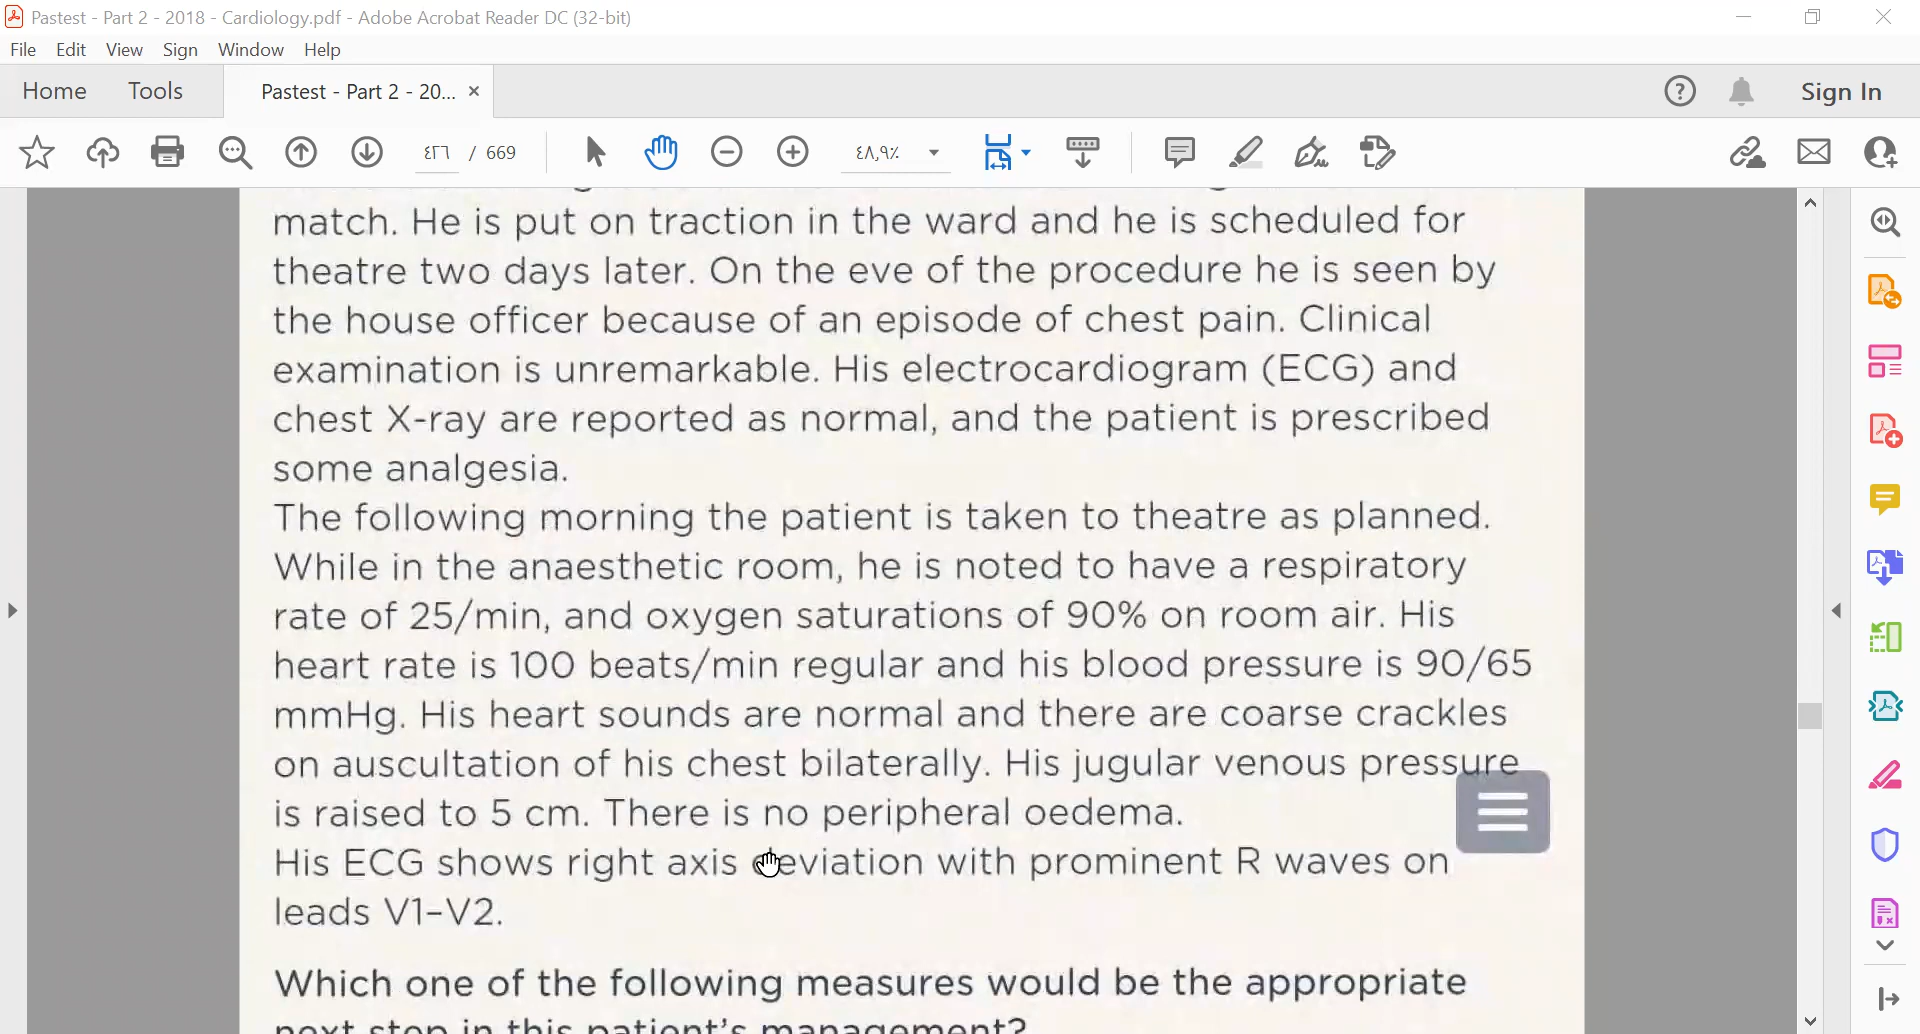 Pastest - Part 2 - 2018 - Cardiology.pdf - Adobe Acrobat Reader DC (32-bit)
File Edit View Sign Window Help
Home Tools Pastest - Part 2 - 20... × Sign In
٤٢٦ / 669 ٤٨,٩٪
match. He is put on traction in the ward and he is scheduled for
theatre two days later. On the eve of the procedure he is seen by
the house officer because of an episode of chest pain. Clinical
examination is unremarkable. His electrocardiogram (ECG) and
chest X-ray are reported as normal, and the patient is prescribed
some analgesia.
The following morning the patient is taken to theatre as planned.
While in the anaesthetic room, he is noted to have a respiratory
rate of 25/min, and oxygen saturations of 90% on room air. His
heart rate is 100 beats/min regular and his blood pressure is 90/65
mmHg. His heart sounds are normal and there are coarse crackles
on auscultation of his chest bilaterally. His jugular venous pressure
is raised to 5 cm. There is no peripheral oedema.
His ECG shows right axis deviation with prominent R waves on
leads V1–V2.
Which one of the following measures would be the appropriate
next step in this patient's management?